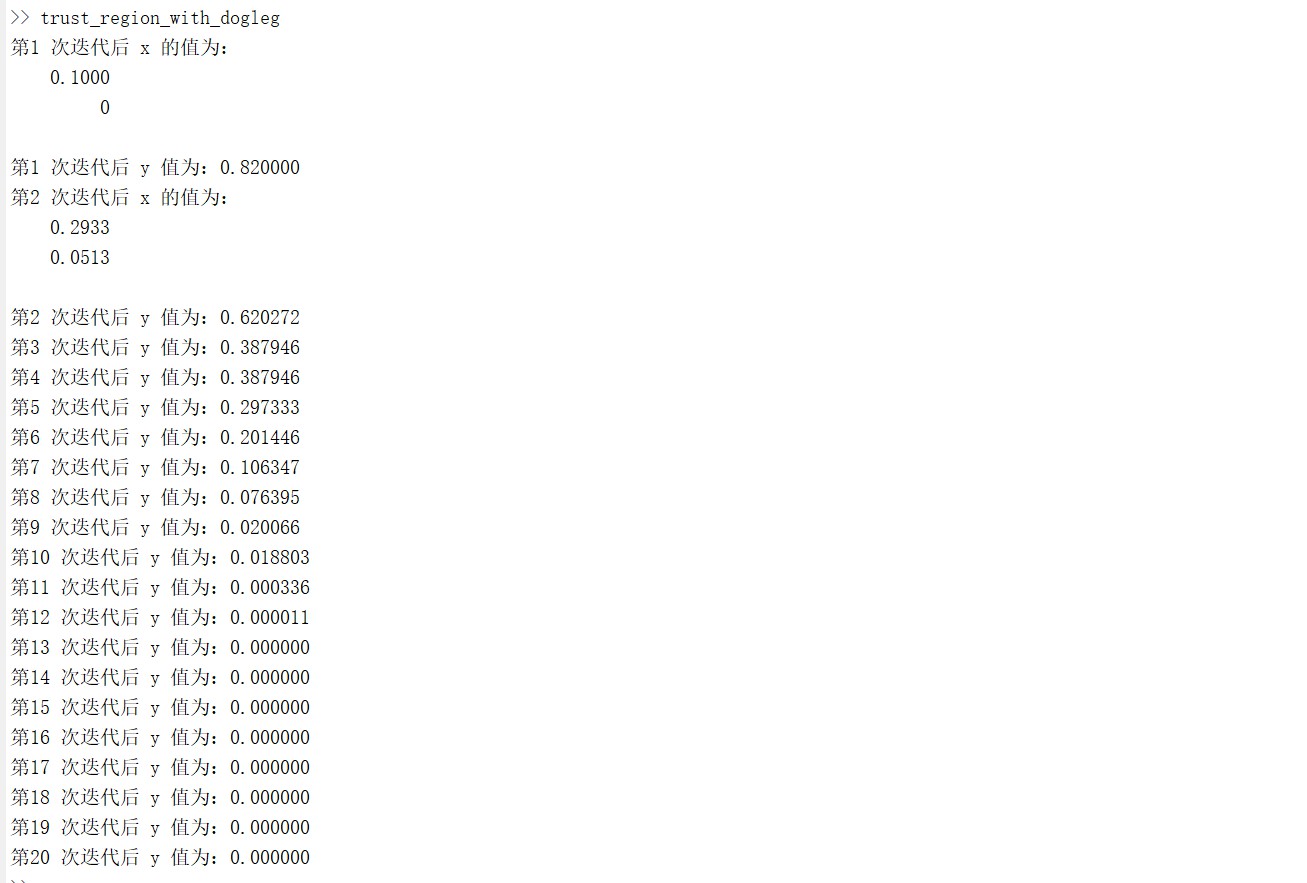 >> trust_region_with_dogleg
第1 次迭代后 x 的值为:
0.1000
0
第1 次迭代后 y 值为: 0.820000
第2 次迭代后 x 的值为:
0.2933
0.0513
第2 次迭代后 y 值为: 0.620272
第3 次迭代后 y 值为: 0.387946
第4 次迭代后 y 值为: 0.387946
第5 次迭代后 y 值为: 0.297333
第6 次迭代后 y 值为: 0.201446
第7 次迭代后 y 值为: 0.106347
第8 次迭代后 y 值为: 0.076395
第9 次迭代后 y 值为: 0.020066
第10 次迭代后 y 值为: 0.018803
第11 次迭代后 y 值为: 0.000336
第12 次迭代后 y 值为: 0.000011
第13 次迭代后 y 值为: 0.000000
第14 次迭代后 y 值为: 0.000000
第15 次迭代后 y 值为: 0.000000
第16 次迭代后 y 值为: 0.000000
第17 次迭代后 y 值为: 0.000000
第18 次迭代后 y 值为: 0.000000
第19 次迭代后 y 值为: 0.000000
第20 次迭代后 y 值为: 0.000000
>>